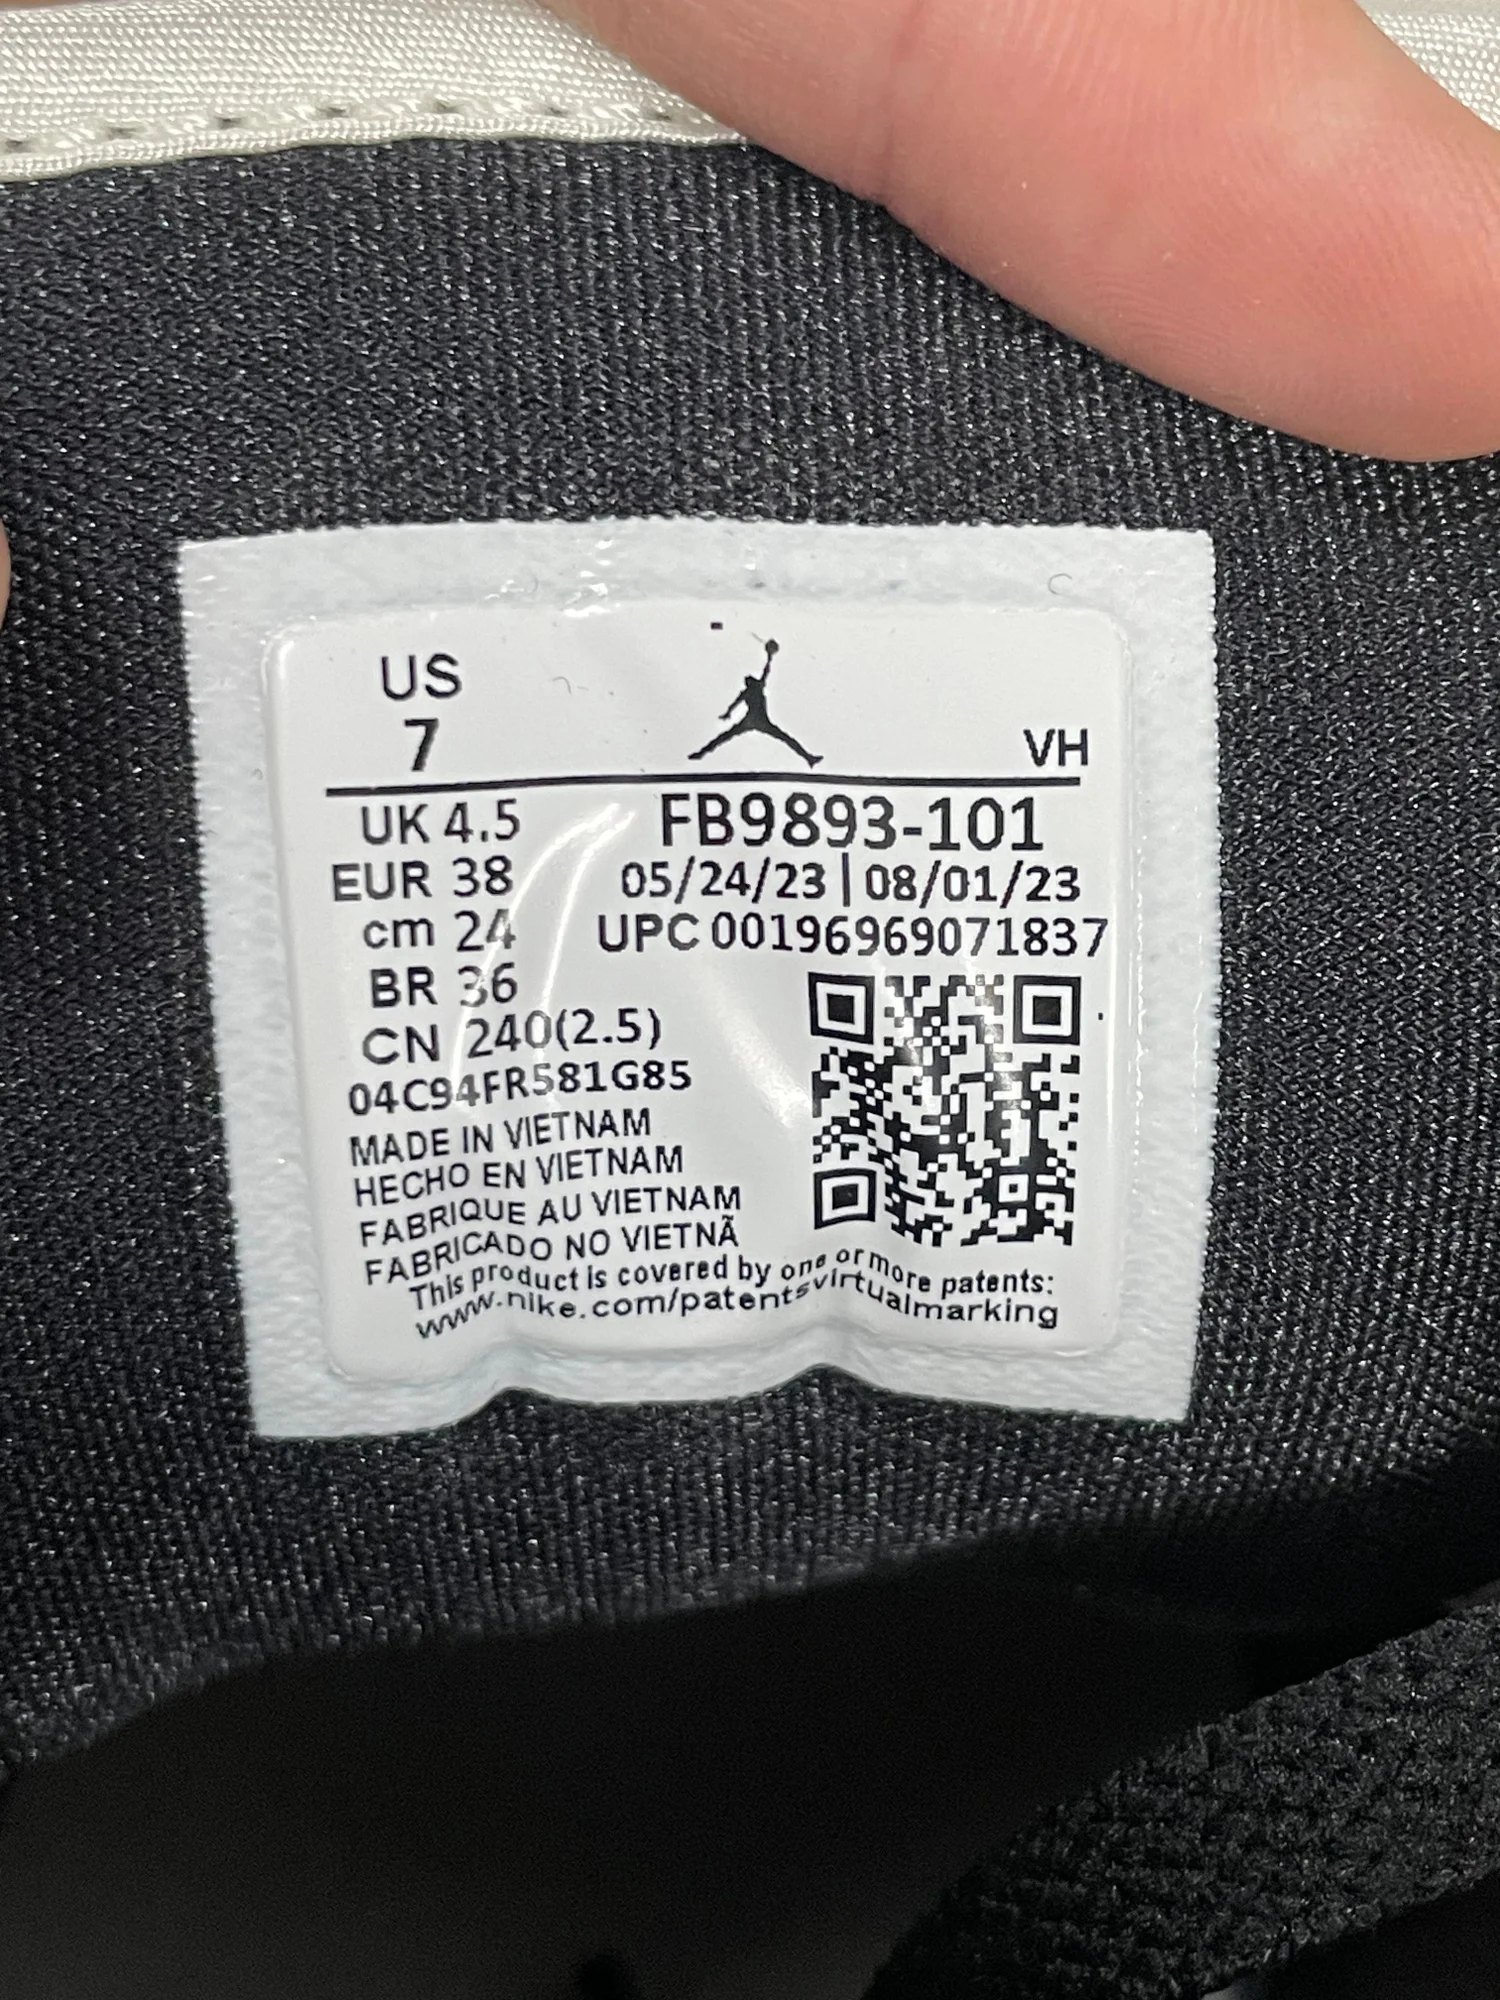 US
7
VH
UK 4.5
EUR 38
cm 24
BR 36
CN 240(2.5)
FB9893-101
05/24/23 | 08/01/23
UPC 00196969071837
04C94FR581G85
MADE IN VIETNAM
HECHO EN VIETNAM
FABRIQUE AU VIETNAM
FABRICADO NO VIETNÃ
This product is covered by one or more patents:
www.nike.com/patentsvirtualmarking